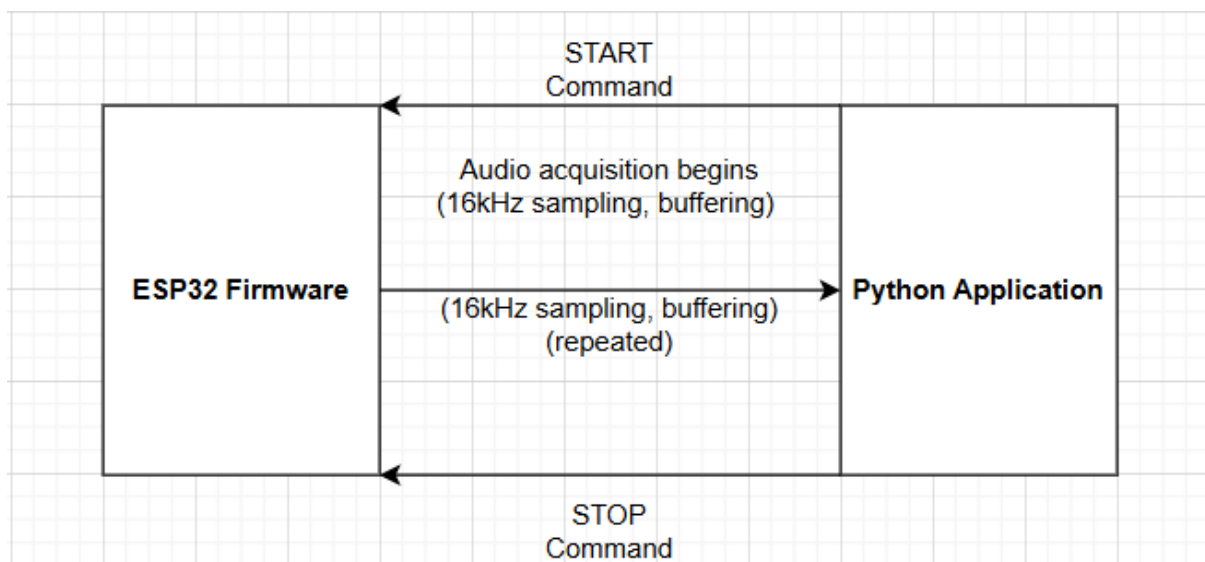 START
Command
Audio acquisition begins
(16kHz sampling, buffering)
ESP32 Firmware
(16kHz sampling, buffering)
(repeated)
Python Application
STOP
Command